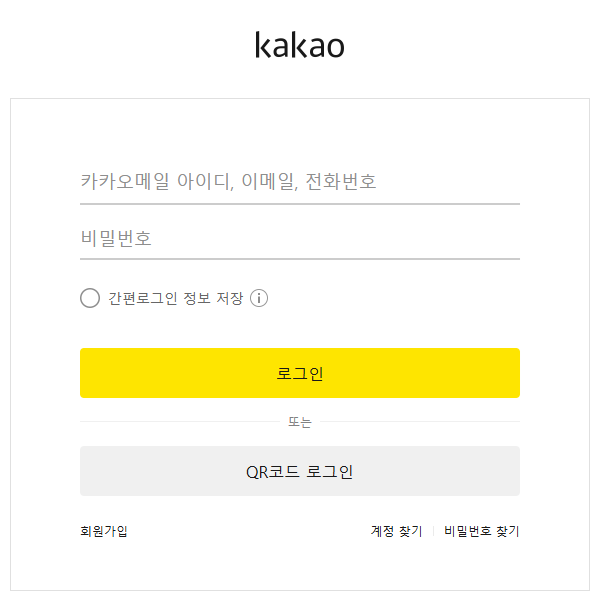 kakao
카카오메일 아이디, 이메일, 전화번호
비밀번호
간편로그인 정보 저장
로그인
또는
QR코드 로그인
회원가입 계정 찾기 비밀번호 찾기